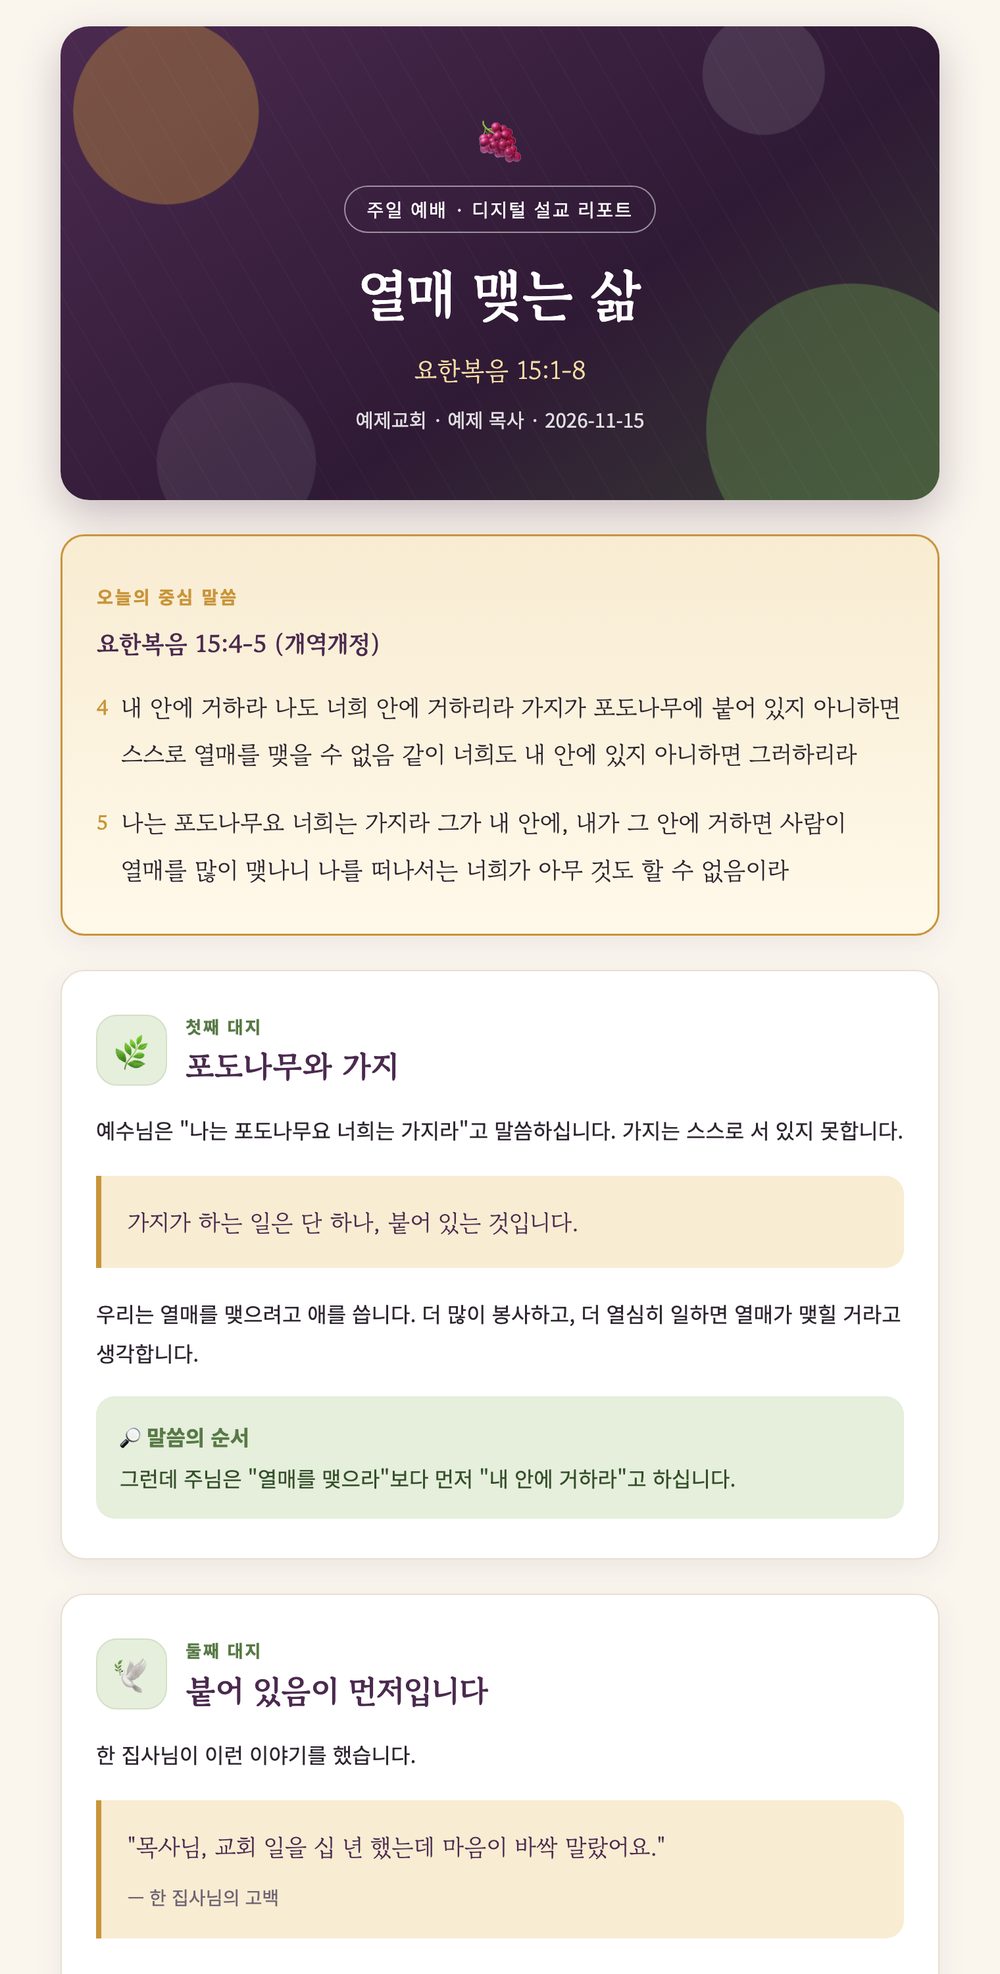 주일 예배 · 디지털 설교 리포트
열매 맺는 삶
요한복음 15:1-8
예제교회 · 예제 목사 · 2026-11-15
오늘의 중심 말씀
요한복음 15:4-5 (개역개정)
4 내 안에 거하라 나도 너희 안에 거하리라 가지가 포도나무에 붙어 있지 아니하면
스스로 열매를 맺을 수 없음 같이 너희도 내 안에 있지 아니하면 그러하리라
5 나는 포도나무요 너희는 가지라 그가 내 안에, 내가 그 안에 거하면 사람이
열매를 많이 맺나니 나를 떠나서는 너희가 아무 것도 할 수 없음이라
첫째 대지
포도나무와 가지
예수님은 "나는 포도나무요 너희는 가지라"고 말씀하십니다. 가지는 스스로 서 있지 못합니다.
가지가 하는 일은 단 하나, 붙어 있는 것입니다.
우리는 열매를 맺으려고 애를 씁니다. 더 많이 봉사하고, 더 열심히 일하면 열매가 맺힐 거라고
생각합니다.
말씀의 순서
그런데 주님은 "열매를 맺으라"보다 먼저 "내 안에 거하라"고 하십니다.
둘째 대지
붙어 있음이 먼저입니다
한 집사님이 이런 이야기를 했습니다.
"목사님, 교회 일을 십 년 했는데 마음이 바싹 말랐어요."
— 한 집사님의 고백